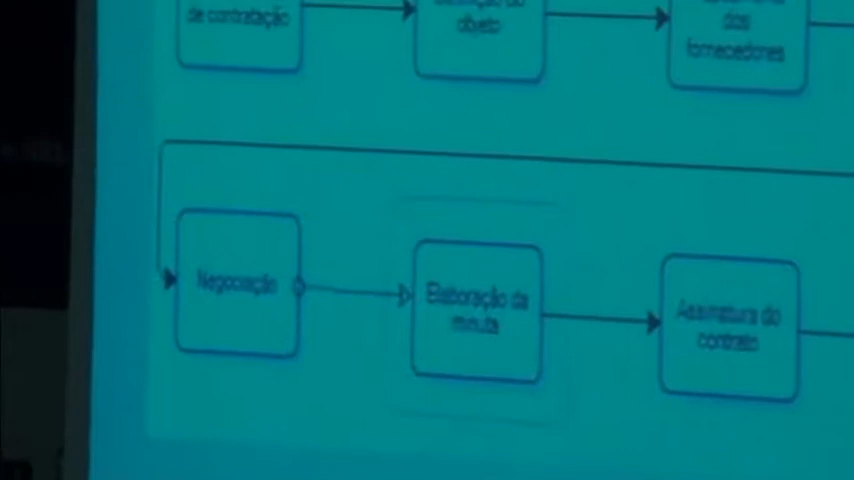 de contratação
objeto
dos
fornecedores
Negociação
Elaboração da
minuta
Assinatura do
contrato